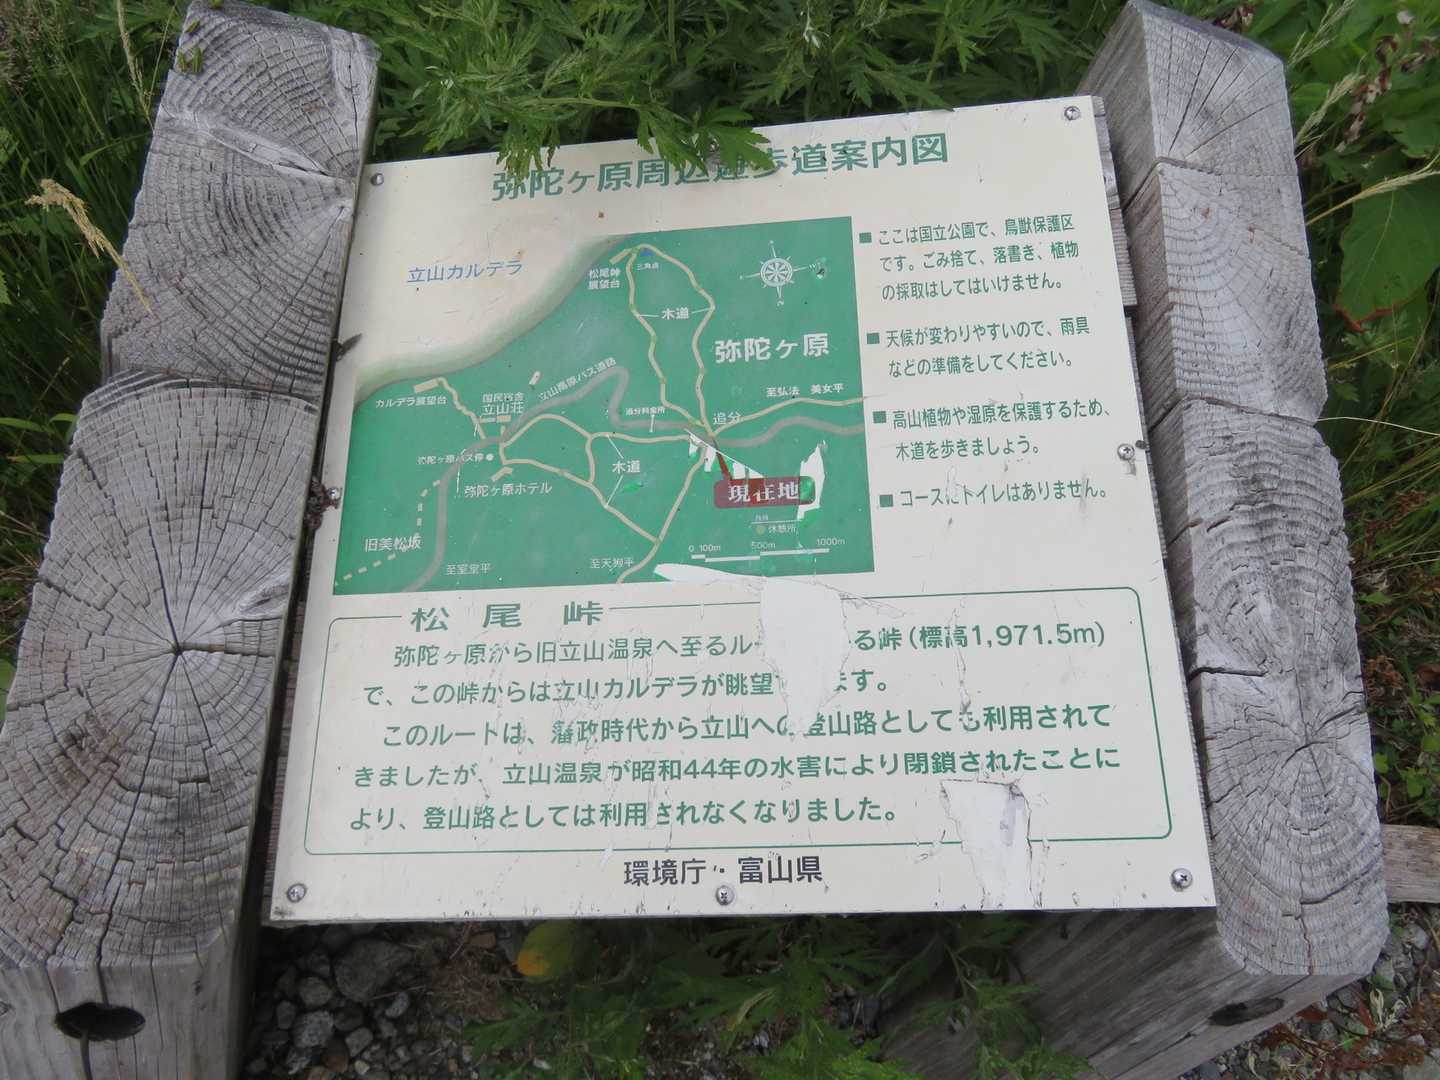 弥陀ヶ原周辺遊歩道案内図
立山カルデラ
松尾峠
展望台
三角点
木道
弥陀ヶ原
カルデラ展望台
国民宿舎
立山荘
立山高原バス道路
追分料金所
追分
至弘法 美女平
弥陀ヶ原バス停
弥陀ヶ原ホテル
木道
現在地
旧美松坂
至室堂平
至天狗平
休憩所
0 100m 500m 1000m
■ ここは国立公園で、鳥獣保護区
です。ごみ捨て、落書き、植物
の採取はしてはいけません。
■ 天候が変わりやすいので、雨具
などの準備をしてください。
■ 高山植物や湿原を保護するため、
木道を歩きましょう。
■ コースにトイレはありません。
松尾峠
弥陀ヶ原から旧立山温泉へ至るル る峠(標高1,971.5m)
で、この峠からは立山カルデラが眺望 ます。
このルートは、藩政時代から立山への登山路としても利用されて
きましたが、立山温泉が昭和44年の水害により閉鎖されたことに
より、登山路としては利用されなくなりました。
環境庁・富山県